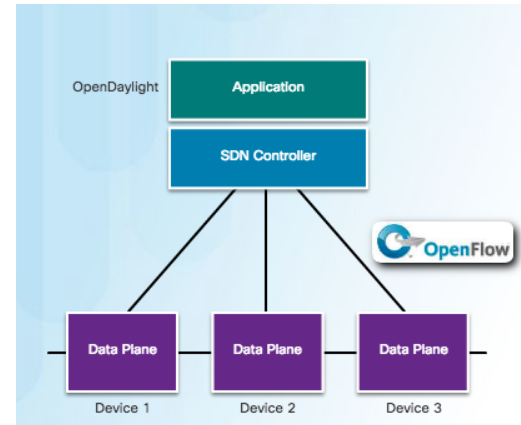 OpenDaylight
Application
SDN Controller
OpenFlow
Data Plane
Data Plane
Data Plane
Device 1
Device 2
Device 3